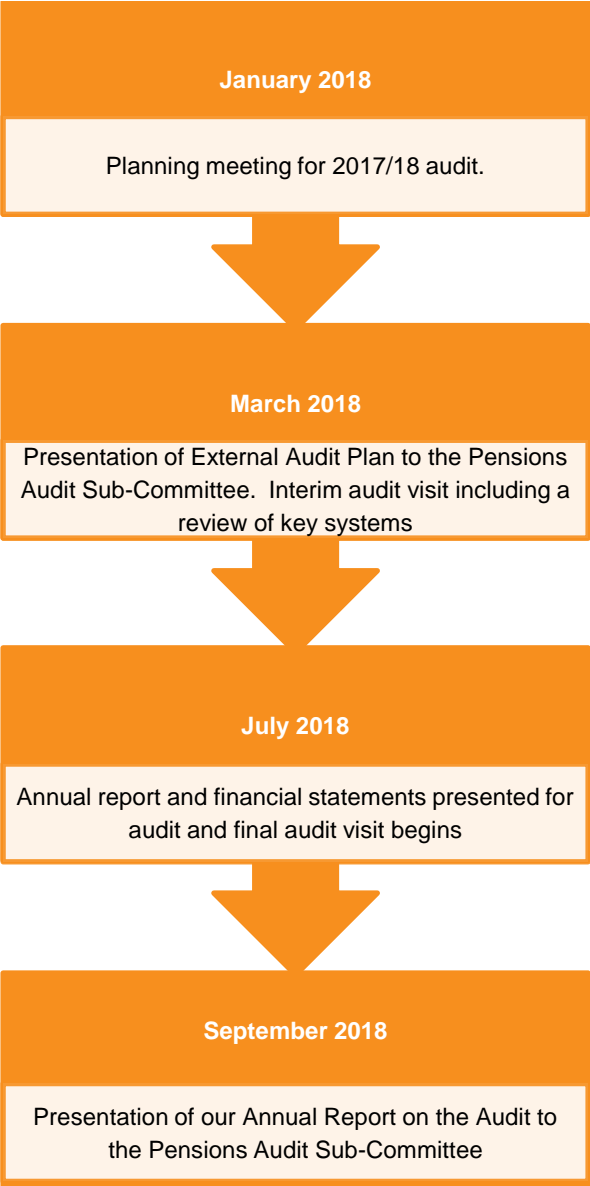 January 2018
Planning meeting for 2017/18 audit.
March 2018
Presentation of External Audit Plan to the Pensions
Audit Sub-Committee.  Interim audit visit including a
review of key systems
July 2018
Annual report and financial statements presented for
audit and final audit visit begins
September 2018
Presentation of our Annual Report on the Audit to
the Pensions Audit Sub-Committee